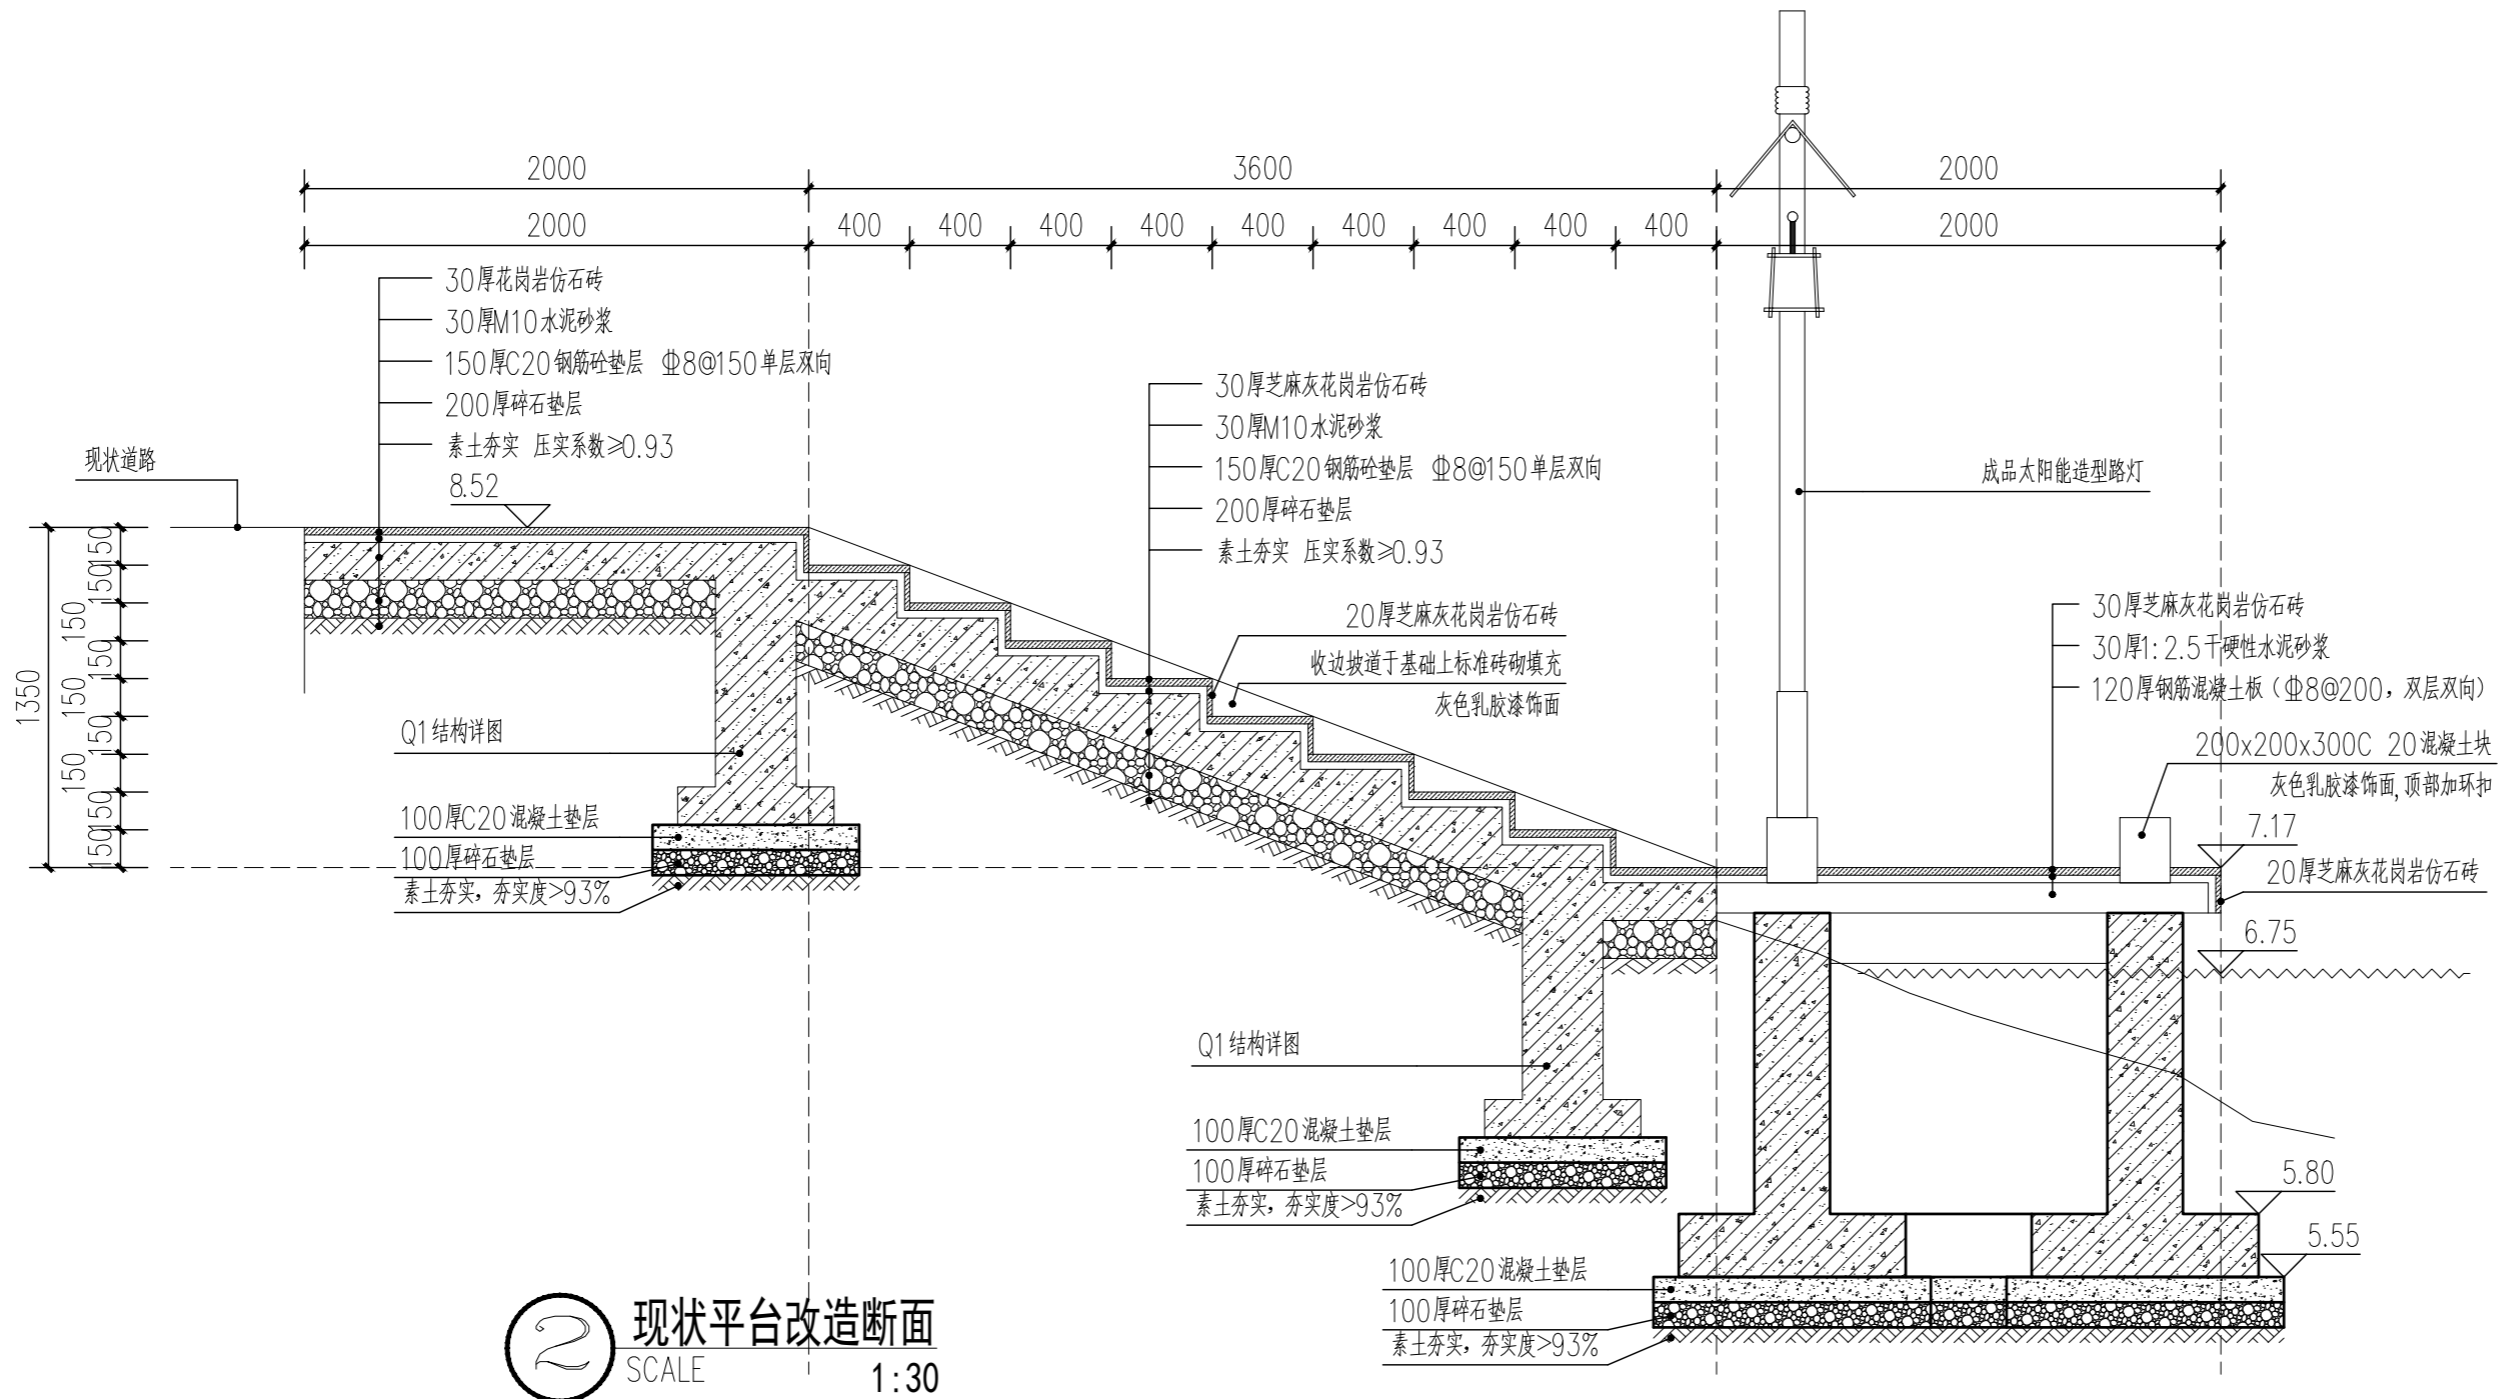 2000
3600
2000
2000
400
400
400
400
400
400
400
400
400
2000
30厚花岗岩仿石砖
30厚M10水泥砂浆
150厚C20钢筋砼垫层 ф8@150单层双向
200厚碎石垫层
素土夯实 压实系数≥0.93
8.52
现状道路
30厚芝麻灰花岗岩仿石砖
30厚M10水泥砂浆
150厚C20钢筋砼垫层 ф8@150单层双向
200厚碎石垫层
素土夯实 压实系数≥0.93
成品太阳能造型路灯
20厚芝麻灰花岗岩仿石砖
收边坡道于基础上标准砖砌填充
灰色乳胶漆饰面
30厚芝麻灰花岗岩仿石砖
30厚1:2.5干硬性水泥砂浆
120厚钢筋混凝土板（ф8@200，双层双向）
200x200x300C 20混凝土块
灰色乳胶漆饰面,顶部加环扣
7.17
20厚芝麻灰花岗岩仿石砖
6.75
1350
150
150
150
150
150
150
150
150
150
Q1结构详图
100厚C20混凝土垫层
100厚碎石垫层
素土夯实，夯实度>93%
Q1结构详图
100厚C20混凝土垫层
100厚碎石垫层
素土夯实，夯实度>93%
5.80
5.55
100厚C20混凝土垫层
100厚碎石垫层
素土夯实，夯实度>93%
2
现状平台改造断面
SCALE
1:30